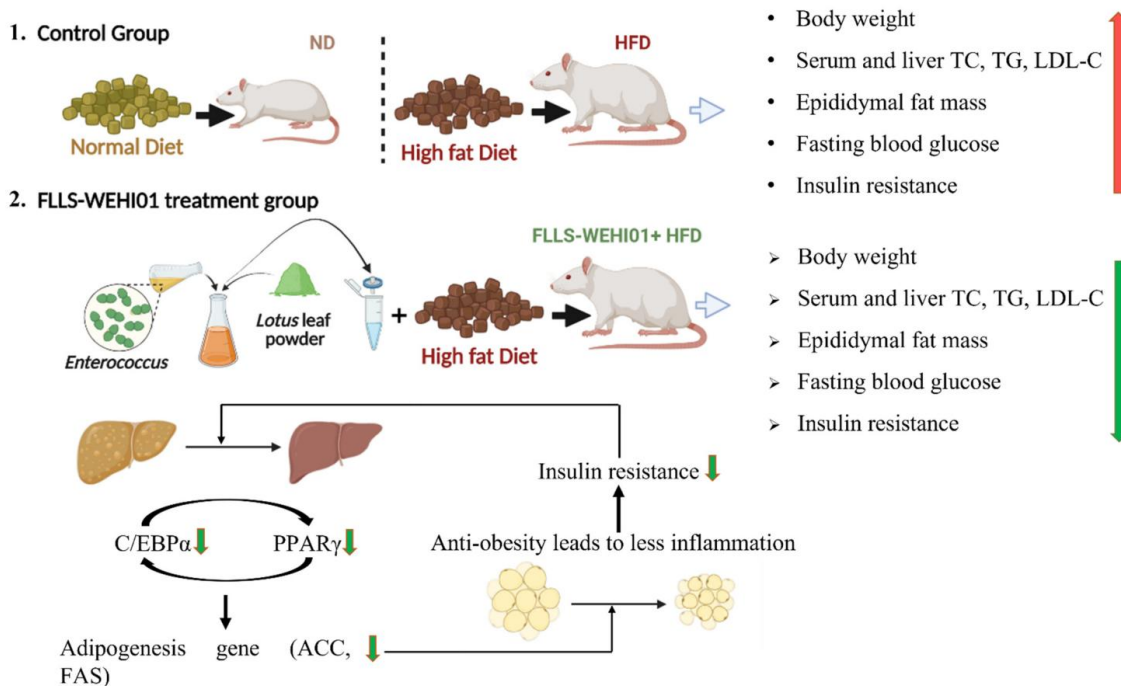 1. Control Group
ND
HFD
Normal Diet
High fat Diet
• Body weight
• Serum and liver TC, TG, LDL-C
• Epididymal fat mass
• Fasting blood glucose
• Insulin resistance
2. FLLS-WEHI01 treatment group
FLLS-WEHI01+ HFD
Enterococcus
Lotus leaf
powder
+
High fat Diet
➢ Body weight
➢ Serum and liver TC, TG, LDL-C
➢ Epididymal fat mass
➢ Fasting blood glucose
➢ Insulin resistance
Insulin resistance
C/EBPα
PPARγ
Anti-obesity leads to less inflammation
Adipogenesis gene (ACC,
FAS)